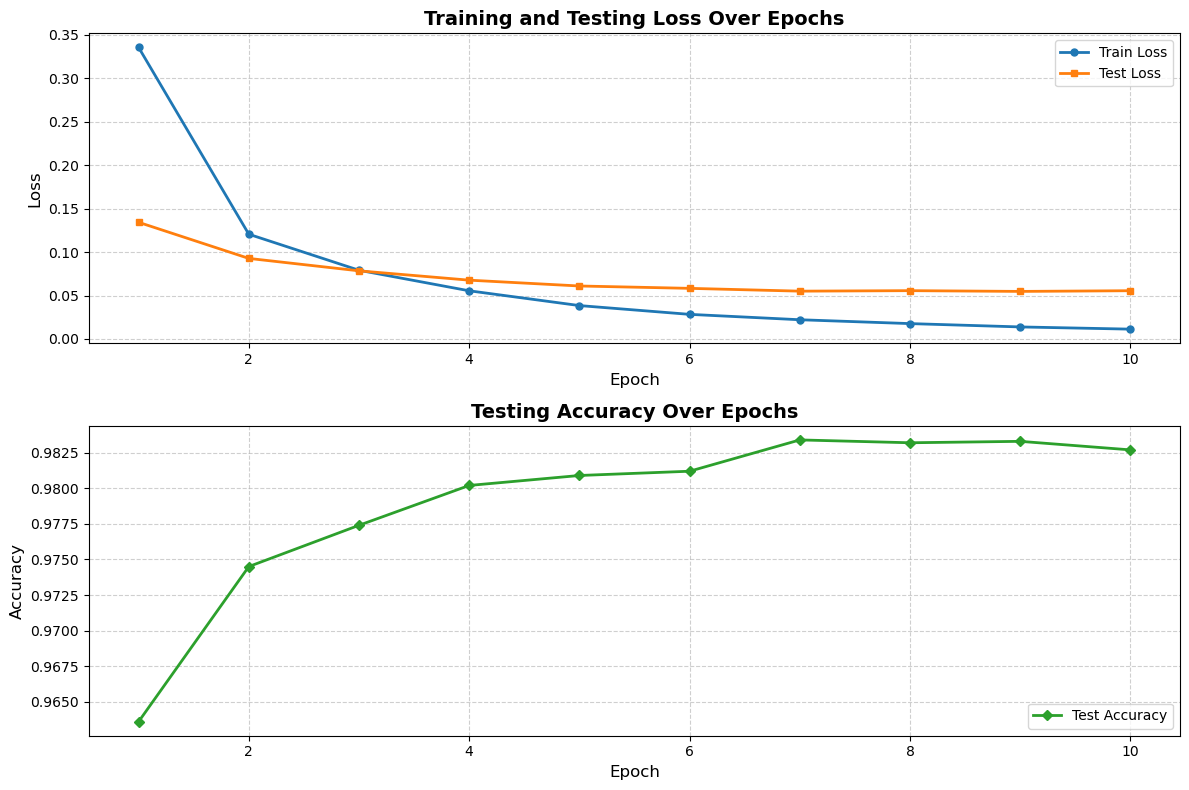 Training and Testing Loss Over Epochs
0.35
0.30
0.25
0.20
0.15
0.10
0.05
0.00
Loss
Train Loss
Test Loss
2 4 6 8 10
Epoch
Testing Accuracy Over Epochs
0.9825
0.9800
0.9775
0.9750
0.9725
0.9700
0.9675
0.9650
Accuracy
Test Accuracy
2 4 6 8 10
Epoch